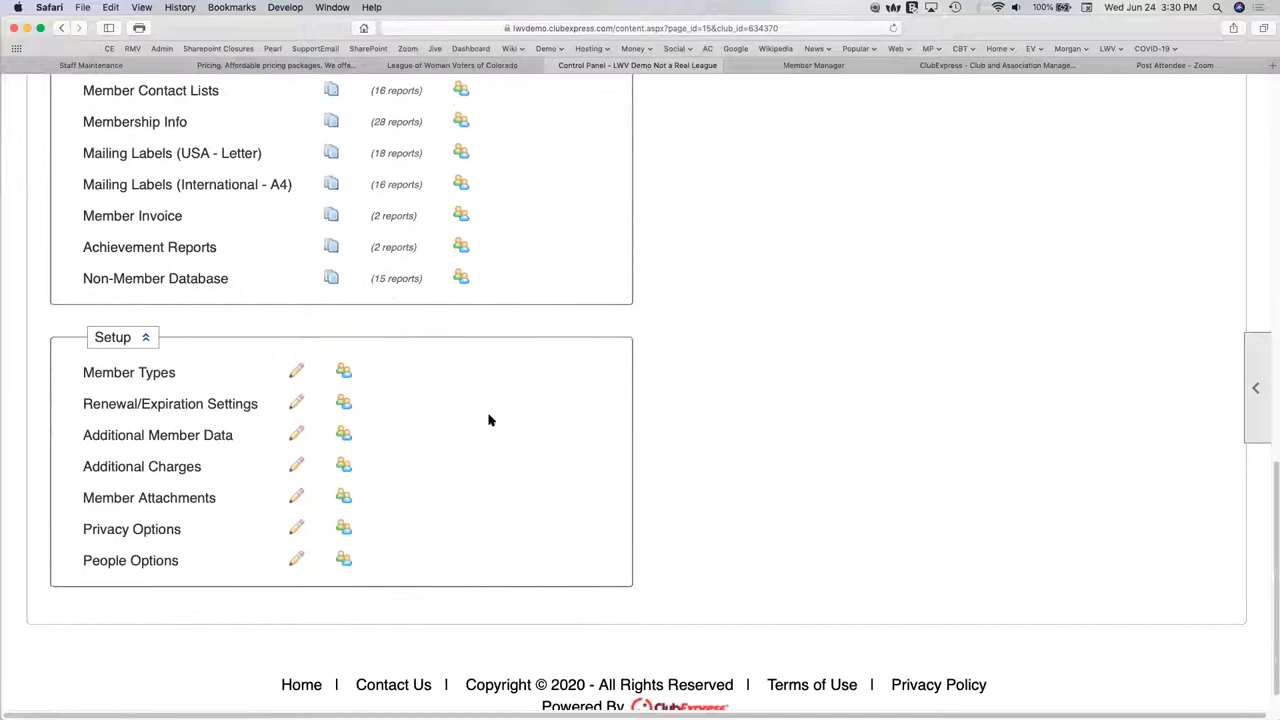 Safari File Edit View History Bookmarks Develop Window Help 100% Wed Jun 24 3:30 PM
lwvdemo.clubexpress.com/content.aspx?page_id=15&club_id=634370
CE RMV Admin Sharepoint Closures Pearl SupportEmail SharePoint Zoom Jive Dashboard Wiki Demo Hosting Money Social AC Google Wikipedia News Popular Web MP CBT Home EV Morgan LWV COVID-19
Staff Maintenance Pricing. Affordable pricing packages. We offe... League of Women Voters of Colorado Control Panel - LWV Demo Not a Real League Member Manager ClubExpress - Club and Association Manage... Post Attendee - Zoom
Member Contact Lists (16 reports)
Membership Info (28 reports)
Mailing Labels (USA - Letter) (18 reports)
Mailing Labels (International - A4) (16 reports)
Member Invoice (2 reports)
Achievement Reports (2 reports)
Non-Member Database (15 reports)
Setup
Member Types
Renewal/Expiration Settings
Additional Member Data
Additional Charges
Member Attachments
Privacy Options
People Options
Home | Contact Us | Copyright © 2020 - All Rights Reserved | Terms of Use | Privacy Policy
Powered By ClubExpress